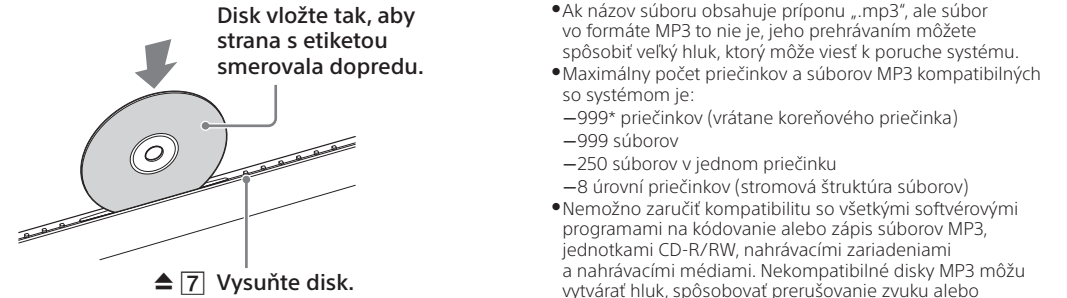 Disk vložte tak, aby
strana s etiketou
smerovala dopredu.
⏏ 7 Vysuňte disk.
•Ak názov súboru obsahuje príponu „.mp3“, ale súbor
vo formáte MP3 to nie je, jeho prehrávaním môžete
spôsobiť veľký hluk, ktorý môže viesť k poruche systému.
•Maximálny počet priečinkov a súborov MP3 kompatibilných
so systémom je:
—999* priečinkov (vrátane koreňového priečinka)
—999 súborov
—250 súborov v jednom priečinku
—8 úrovní priečinkov (stromová štruktúra súborov)
•Nemožno zaručiť kompatibilitu so všetkými softvérovými
programami na kódovanie alebo zápis súborov MP3,
jednotkami CD-R/RW, nahrávacími zariadeniami
a nahrávacími médiami. Nekompatibilné disky MP3 môžu
vytvárať hluk, spôsobovať prerušovanie zvuku alebo